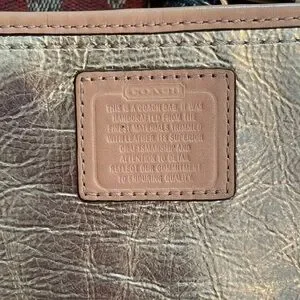 COACH
THIS IS A COACH BAG. IT WAS
HANDCRAFTED FROM THE
FINEST MATERIALS TRIMMED
WITH LEATHER. ITS SUPERIOR
CRAFTSMANSHIP AND
ATTENTION TO DETAIL
REFLECT OUR COMMITMENT
TO ENDURING QUALITY.